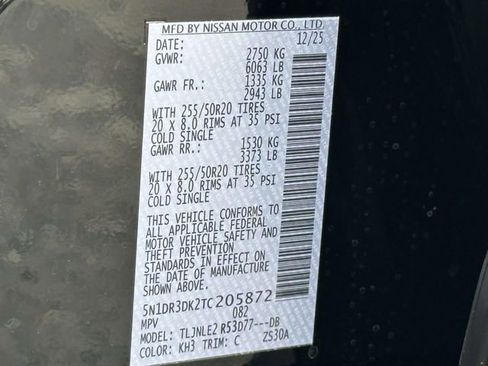 MFD BY NISSAN MOTOR CO., LTD.
DATE: 12/25
GVWR: 2750 KG
6063 LB
GAWR FR.: 1335 KG
2943 LB
WITH 255/50R20 TIRES
20 X 8.0 RIMS AT 35 PSI
COLD SINGLE
GAWR RR.: 1530 KG
3373 LB
WITH 255/50R20 TIRES
20 X 8.0 RIMS AT 35 PSI
COLD SINGLE
THIS VEHICLE CONFORMS TO
ALL APPLICABLE FEDERAL
MOTOR VEHICLE SAFETY AND
THEFT PREVENTION
STANDARDS IN EFFECT ON
THE DATE OF MANUFACTURE
SHOWN ABOVE.
5N1DR3DK2TC205872
MPV 082
MODEL: TLJNLE2 R53D77---DB
COLOR: KH3 TRIM: C ZS30A